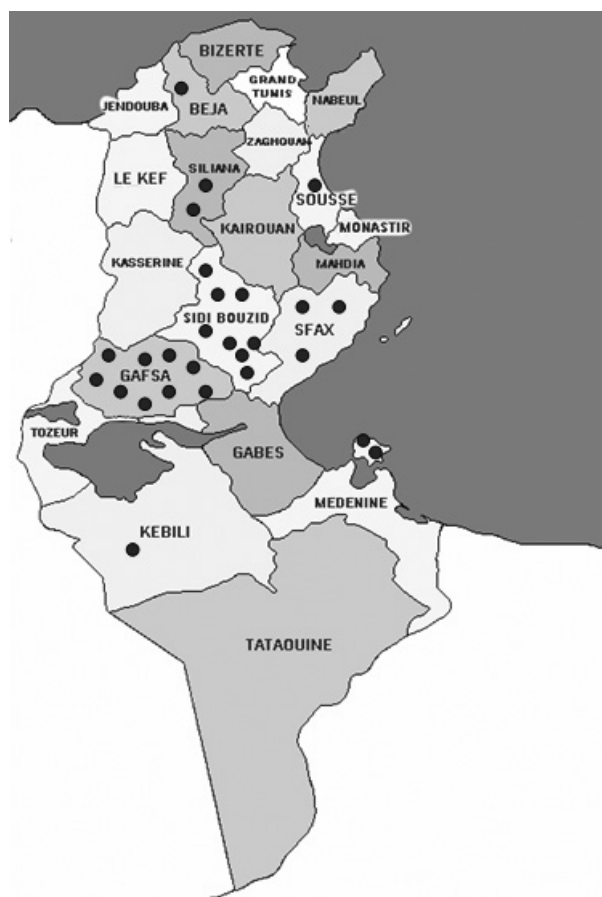 BIZERTE
GRAND
TUNIS
NABEUL
JENDOUBA
BEJA
ZAGHOUAN
LE KEF
SILIANA
SOUSSE
KAIROUAN
MONASTIR
KASSERINE
MAHDIA
SIDI BOUZID
SFAX
GAFSA
TOZEUR
GABES
MEDENINE
KEBILI
TATAOUINE